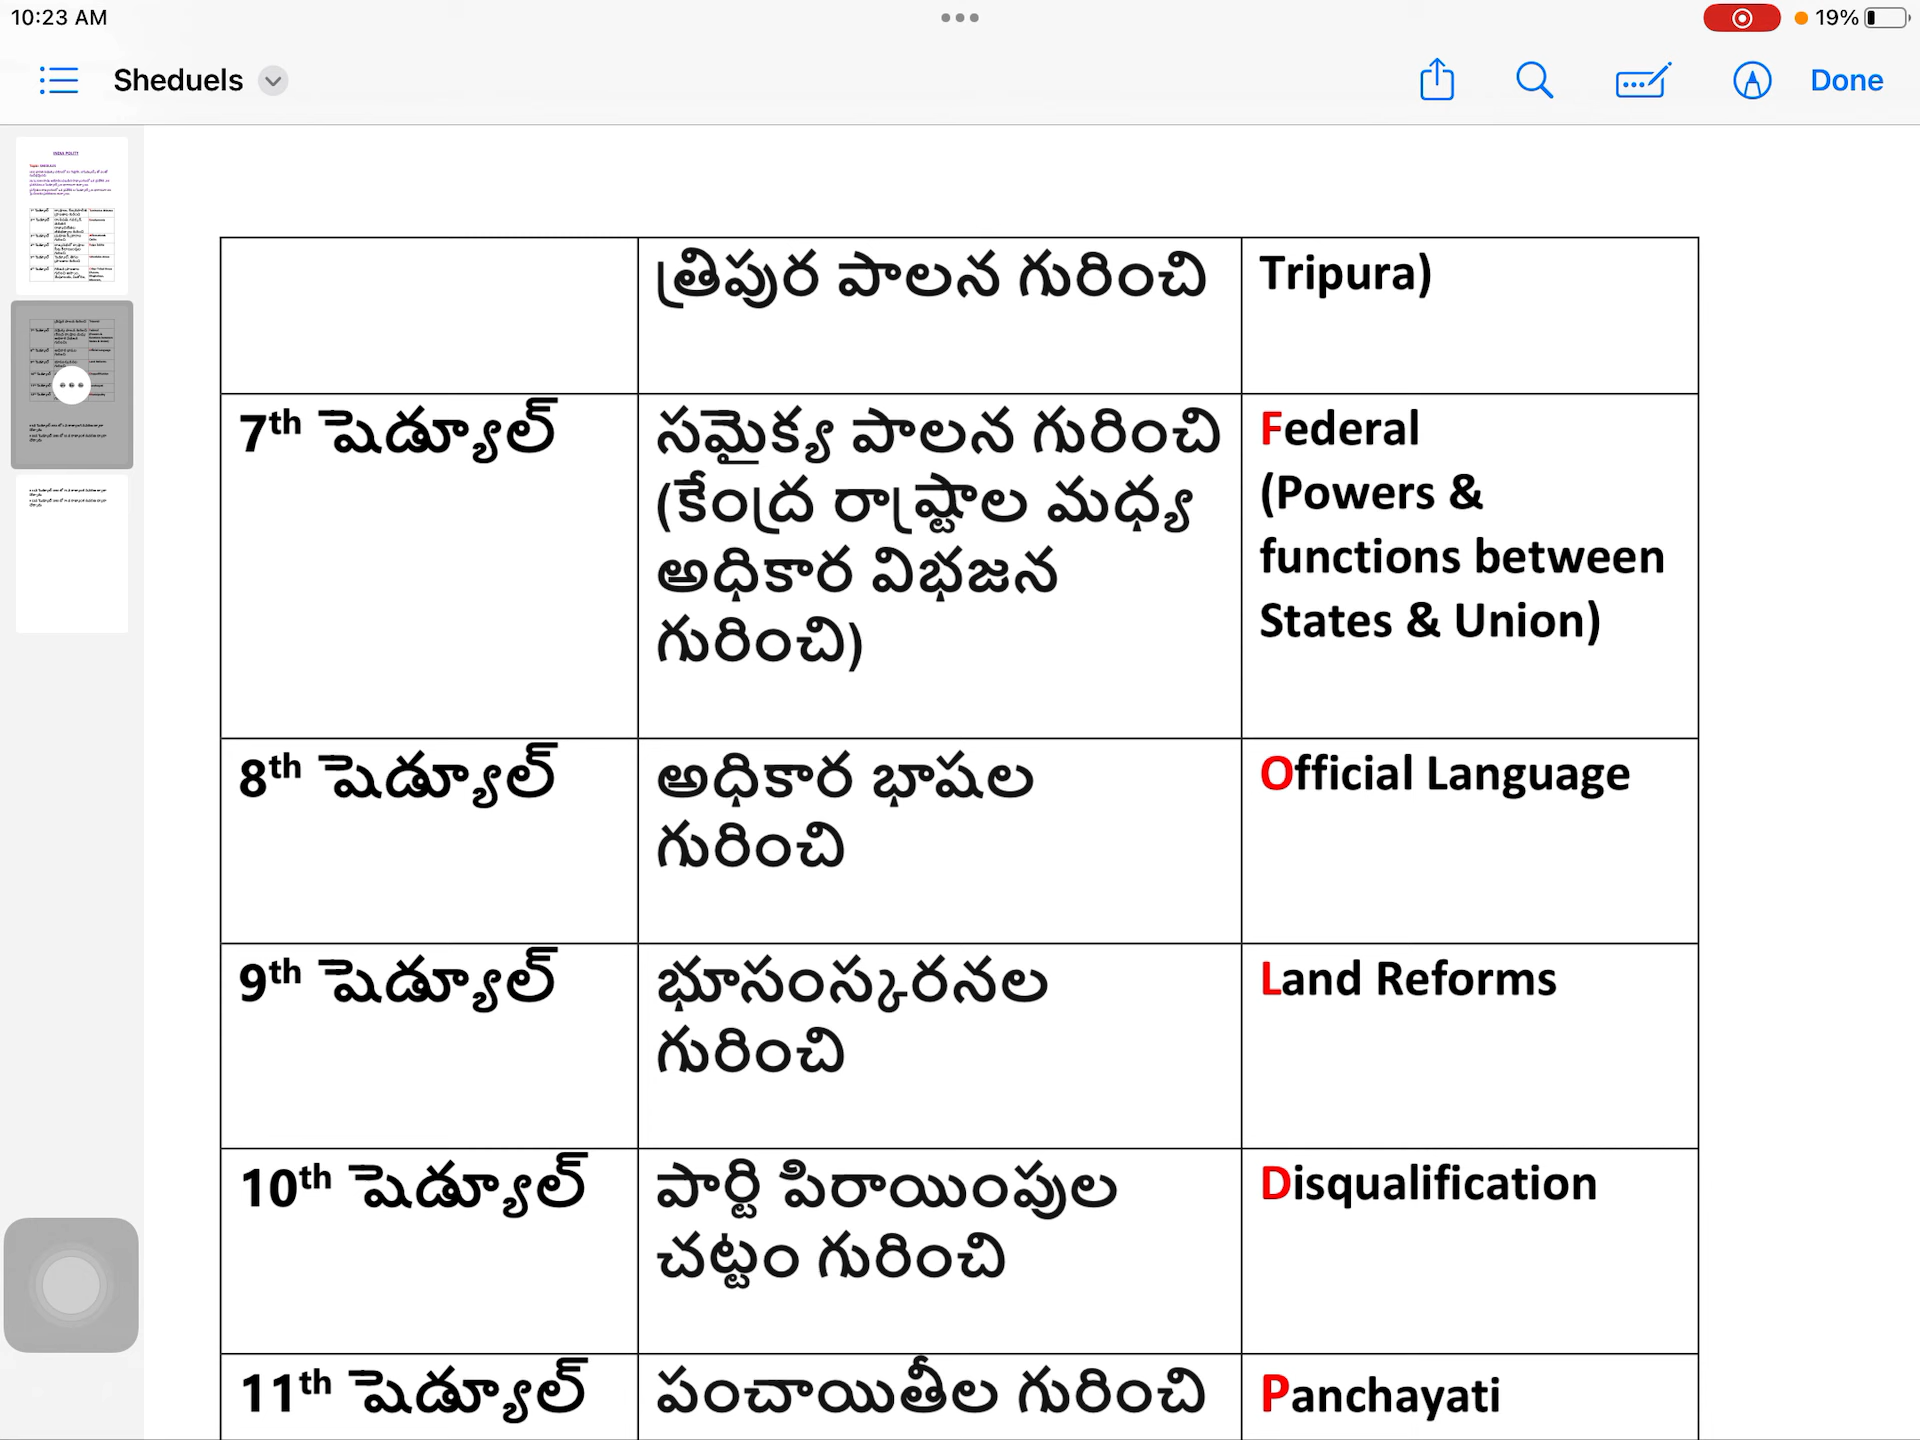 10:23 AM
19%
Sheduels
Done
త్రిపుర పాలన గురించి
Tripura)
7th షెడ్యూల్
సమైక్య పాలన గురించి
(కేంద్ర రాష్ట్రాల మధ్య
అధికార విభజన
గురించి)
Federal
(Powers &
functions between
States & Union)
8th షెడ్యూల్
అధికార భాషల
గురించి
Official Language
9th షెడ్యూల్
భూసంస్కరనల
గురించి
Land Reforms
10th షెడ్యూల్
పార్టి పిరాయింపుల
చట్టం గురించి
Disqualification
11th షెడ్యూల్
పంచాయితీల గురించి
Panchayati